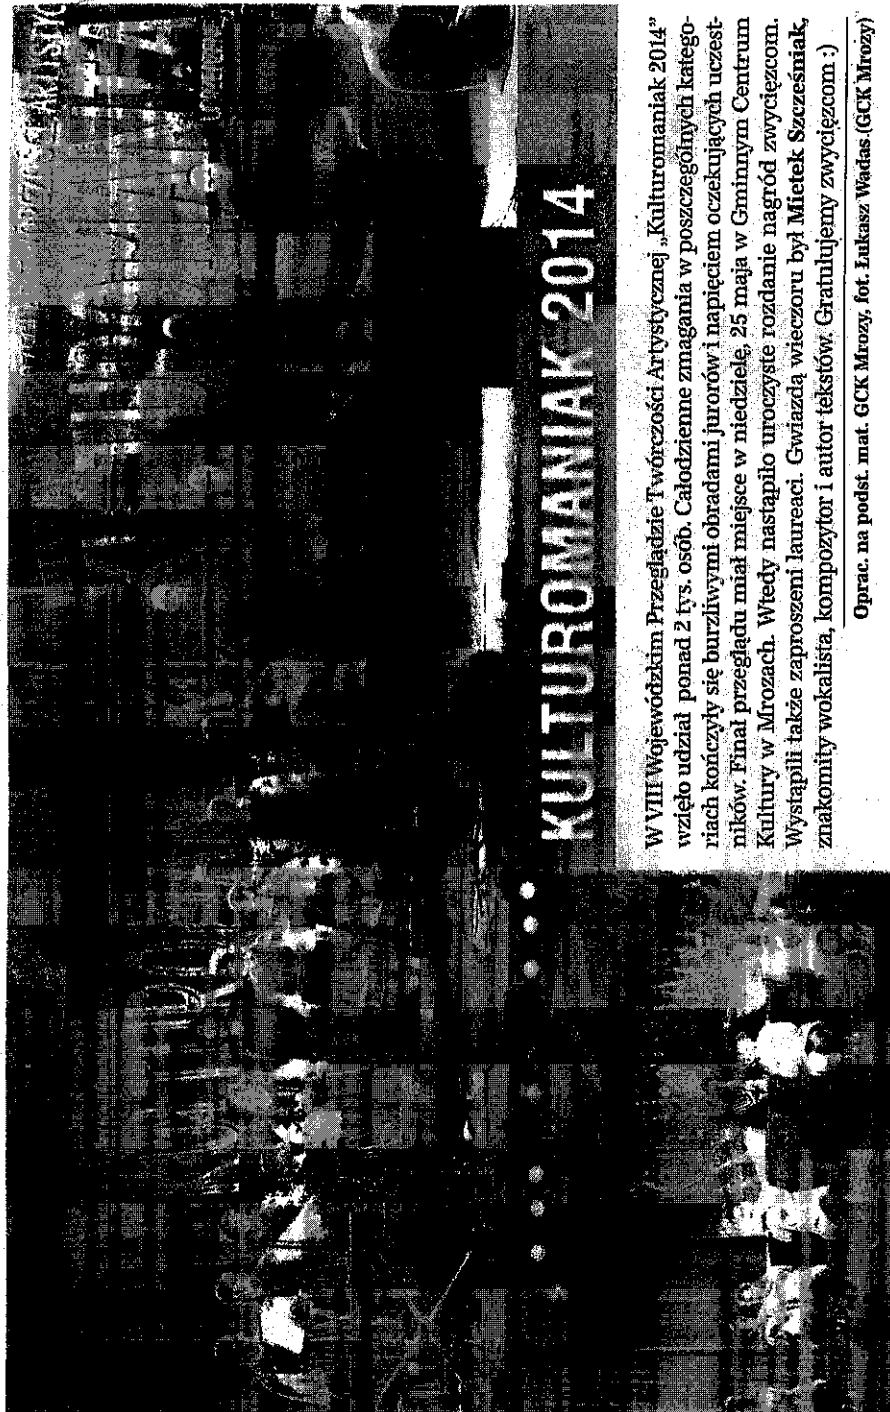 KULTUROMANIAK 2014
W VIII Wojewódzkim Przeglądzie Twórczości Artystycznej „Kulturomaniak 2014”
wzięło udział ponad 2 tys. osób. Całodzienne zmagania w poszczególnych katego-
riach kończyły się burzliwymi obradami jurorów i napięciem oczekujących uczest-
ników. Finał przeglądu miał miejsce w niedzielę, 25 maja w Gminnym Centrum
Kultury w Mrozach. Wtedy nastąpiło uroczyste rozdanie nagród zwycięzcom.
Wystąpili także zaproszeni laureaci. Gwiazdą wieczoru był Mietek Szcześniak,
znakomity wokalista, kompozytor i autor tekstów. Gratulujemy zwycięzcom :)
Oprac. na podst. mat. GCK Mrozy, fot. Łukasz Wądas (GCK Mrozy)